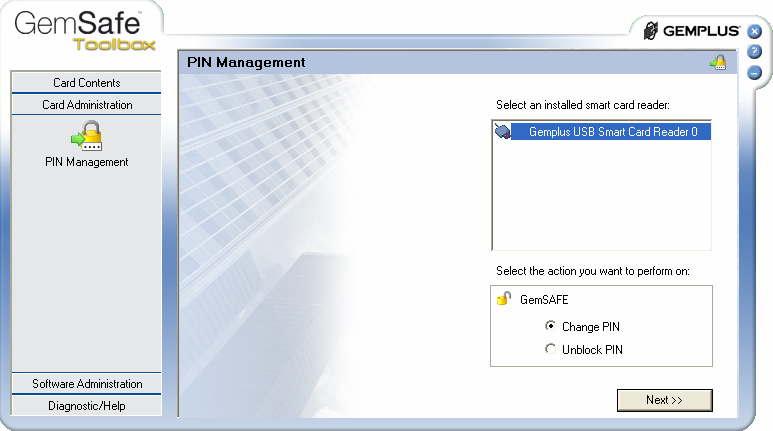 GemSafe™
Toolbox
GEMPLUS
PIN Management
Card Contents
Card Administration
PIN Management
Software Administration
Diagnostic/Help
Select an installed smart card reader:
Gemplus USB Smart Card Reader 0
Select the action you want to perform on:
GemSAFE
Change PIN
Unblock PIN
Next >>